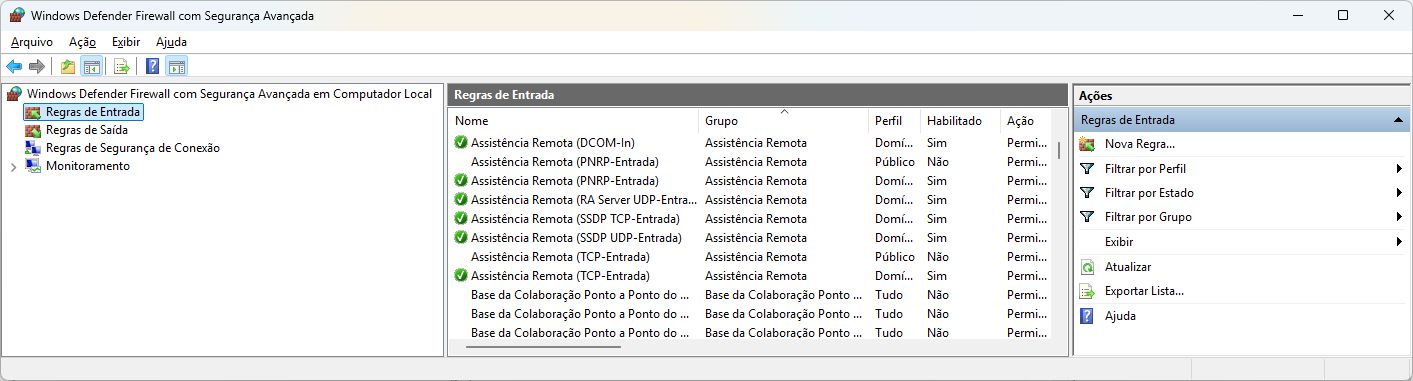 Windows Defender Firewall com Segurança Avançada
Arquivo Ação Exibir Ajuda
Windows Defender Firewall com Segurança Avançada em Computador Local
Regras de Entrada
Regras de Saída
Regras de Segurança de Conexão
Monitoramento
Regras de Entrada
Nome Grupo Perfil Habilitado Ação
Assistência Remota (DCOM-In) Assistência Remota Domí... Sim Permi...
Assistência Remota (PNRP-Entrada) Assistência Remota Público Não Permi...
Assistência Remota (PNRP-Entrada) Assistência Remota Domí... Sim Permi...
Assistência Remota (RA Server UDP-Entra... Assistência Remota Domí... Sim Permi...
Assistência Remota (SSDP TCP-Entrada) Assistência Remota Domí... Sim Permi...
Assistência Remota (SSDP UDP-Entrada) Assistência Remota Domí... Sim Permi...
Assistência Remota (TCP-Entrada) Assistência Remota Público Não Permi...
Assistência Remota (TCP-Entrada) Assistência Remota Domí... Sim Permi...
Base da Colaboração Ponto a Ponto do ... Base da Colaboração Ponto ... Tudo Não Permi...
Base da Colaboração Ponto a Ponto do ... Base da Colaboração Ponto ... Tudo Não Permi...
Base da Colaboração Ponto a Ponto do ... Base da Colaboração Ponto ... Tudo Não Permi...
Ações
Regras de Entrada
Nova Regra...
Filtrar por Perfil
Filtrar por Estado
Filtrar por Grupo
Exibir
Atualizar
Exportar Lista...
Ajuda